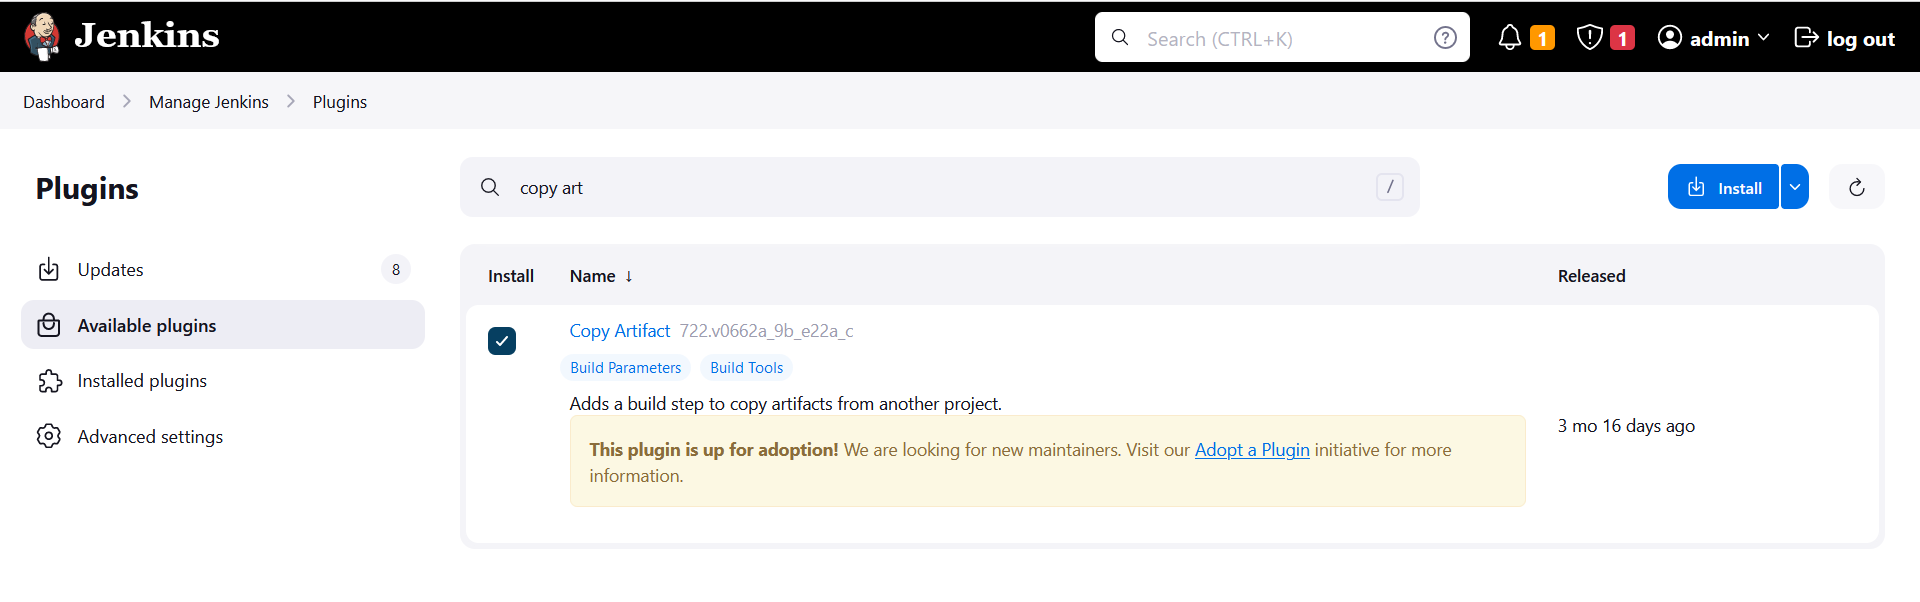 Jenkins
Search (CTRL+K)
1
1
admin
log out
Dashboard
Manage Jenkins
Plugins
Plugins
copy art
/
Install
Updates
8
Available plugins
Installed plugins
Advanced settings
Install
Name ↓
Released
Copy Artifact 722.v0662a_9b_e22a_c
Build Parameters
Build Tools
Adds a build step to copy artifacts from another project.
This plugin is up for adoption! We are looking for new maintainers. Visit our Adopt a Plugin initiative for more
information.
3 mo 16 days ago